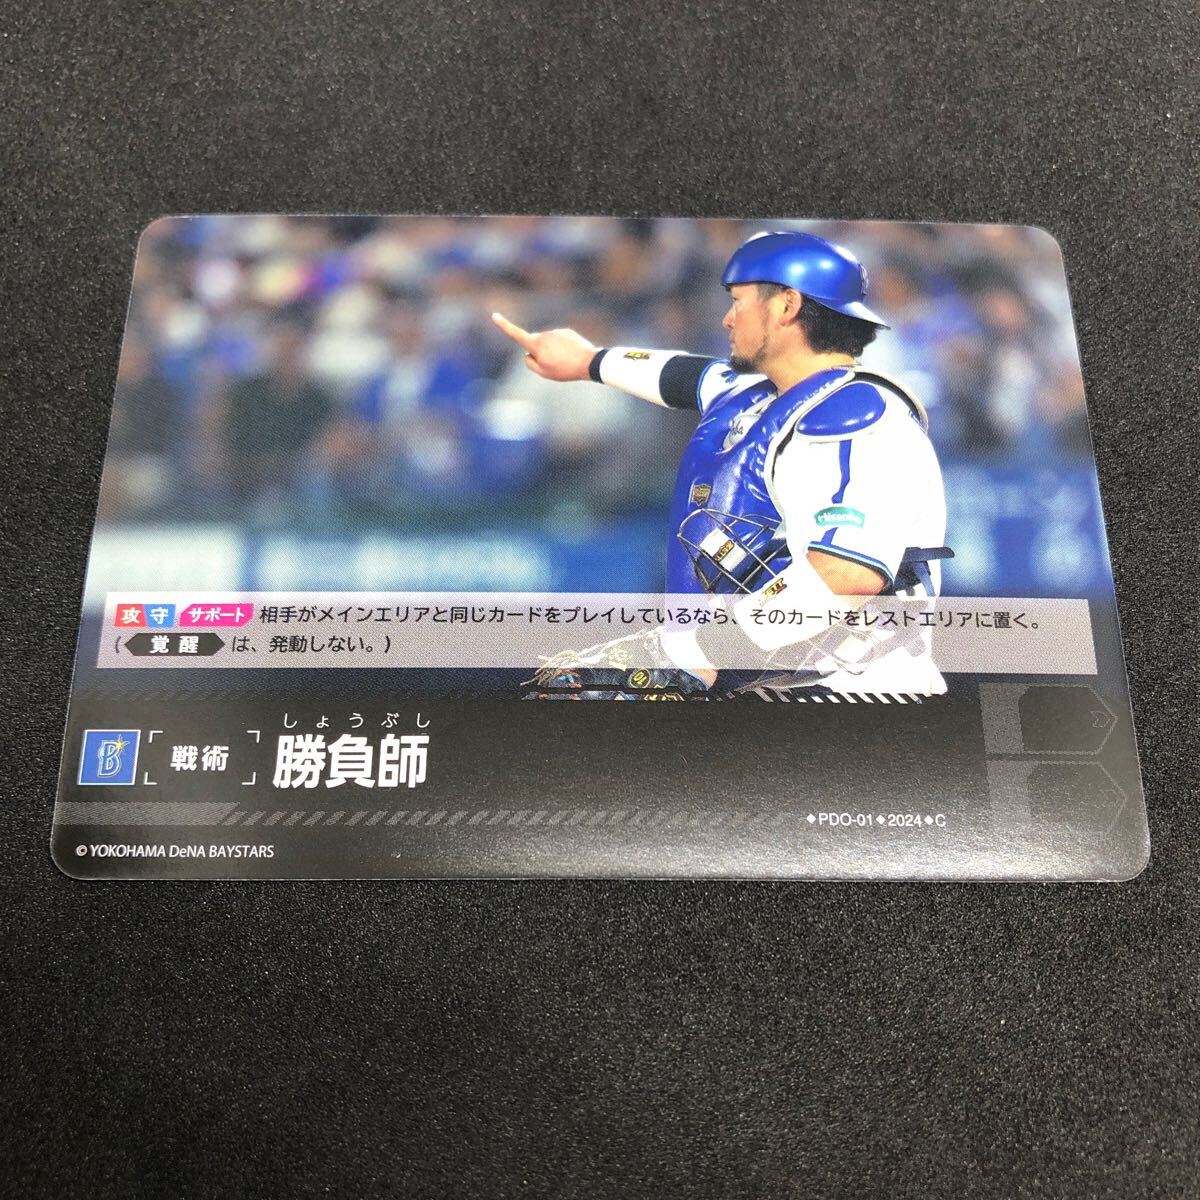 Hisense
攻 守 サポート 相手がメインエリアと同じカードをプレイしているなら、そのカードをレストエリアに置く。
(覚醒は、発動しない。)
しょうぶし
B 戦術 勝負師
◆PDO-01◆2024◆C
© YOKOHAMA DeNA BAYSTARS